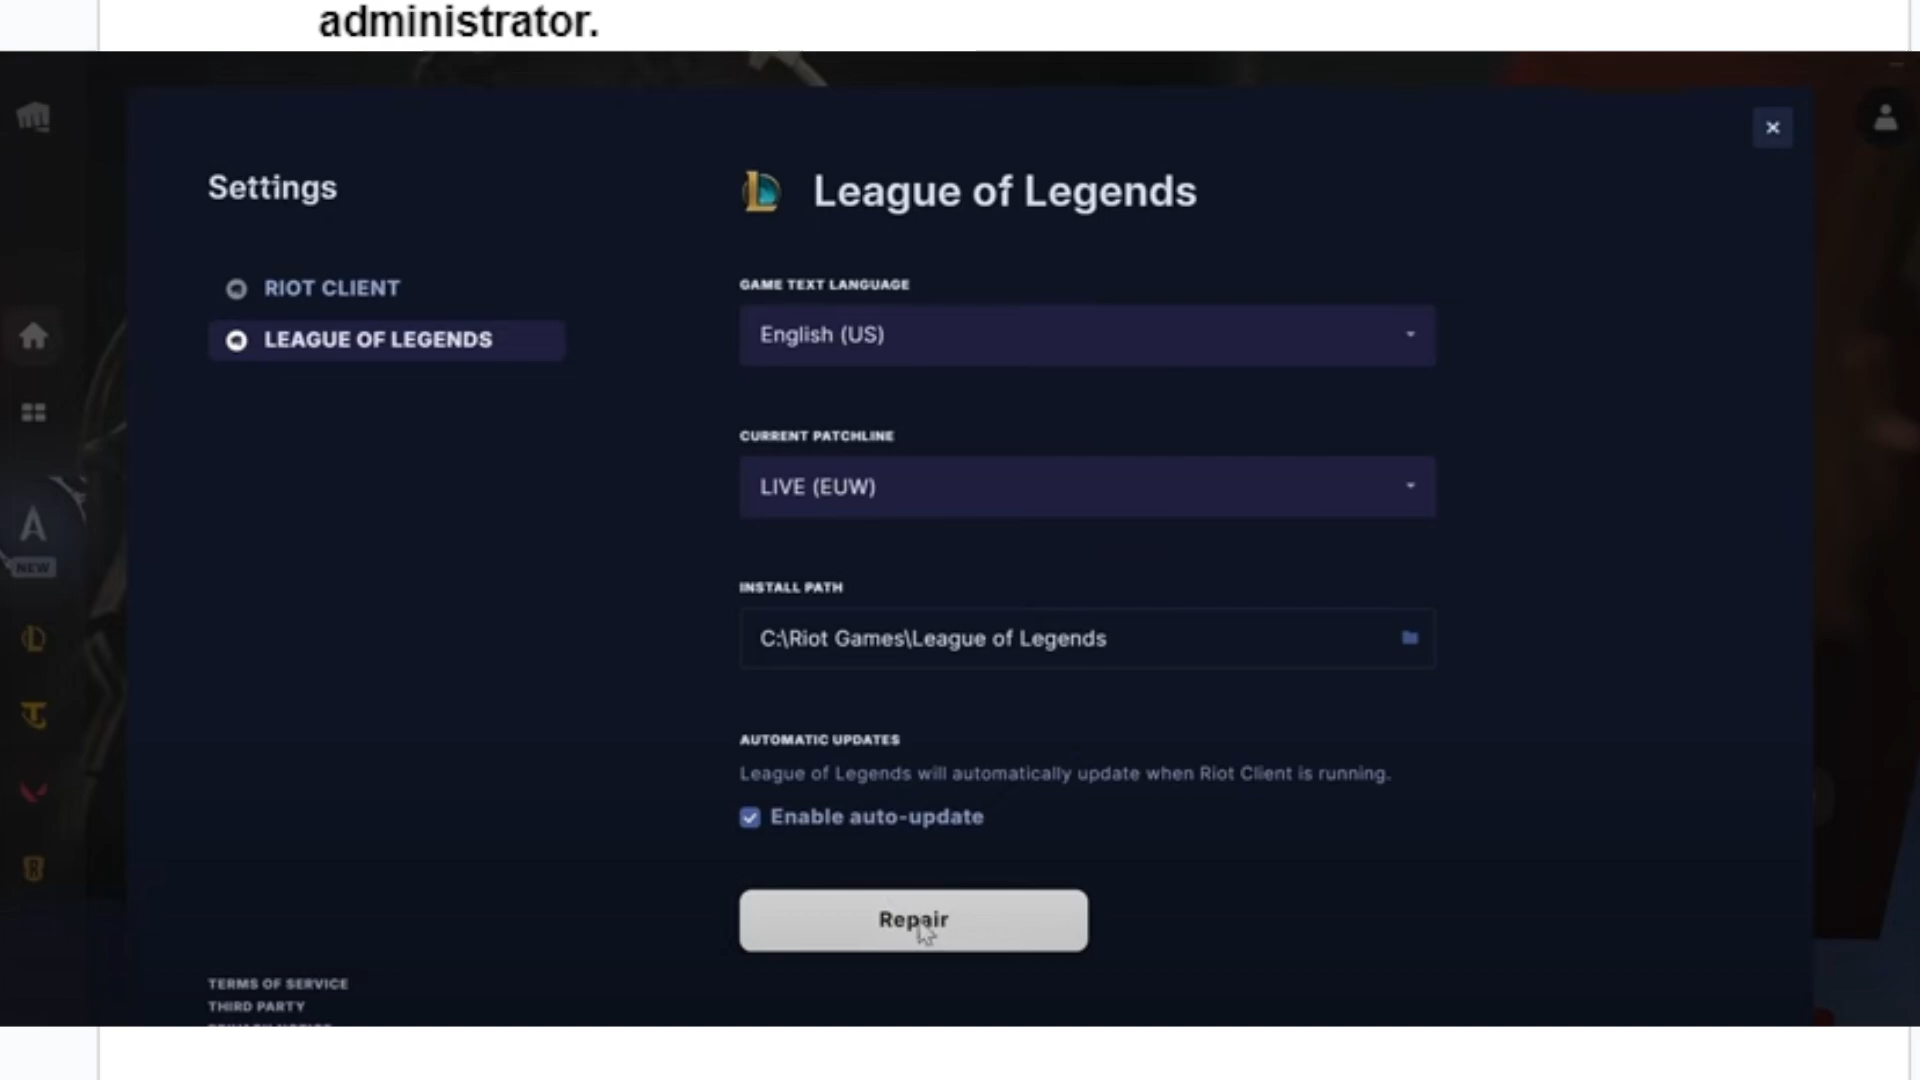 administrator.
Settings
RIOT CLIENT
LEAGUE OF LEGENDS
League of Legends
GAME TEXT LANGUAGE
English (US)
CURRENT PATCHLINE
LIVE (EUW)
INSTALL PATH
C:\Riot Games\League of Legends
AUTOMATIC UPDATES
League of Legends will automatically update when Riot Client is running.
Enable auto-update
Repair
NEW
TERMS OF SERVICE
THIRD PARTY